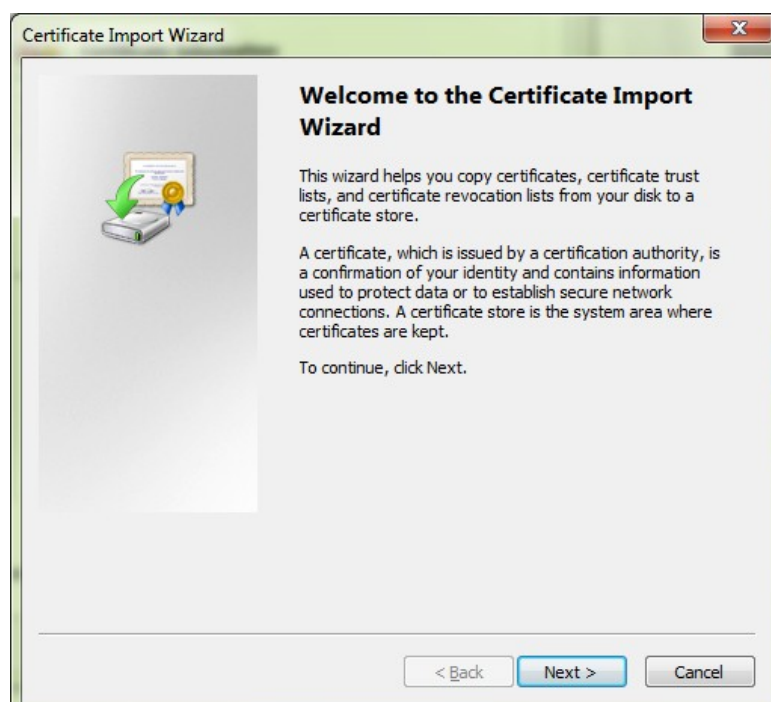 Certificate Import Wizard
X
Welcome to the Certificate Import
Wizard
This wizard helps you copy certificates, certificate trust
lists, and certificate revocation lists from your disk to a
certificate store.
A certificate, which is issued by a certification authority, is
a confirmation of your identity and contains information
used to protect data or to establish secure network
connections. A certificate store is the system area where
certificates are kept.
To continue, click Next.
< Back Next > Cancel